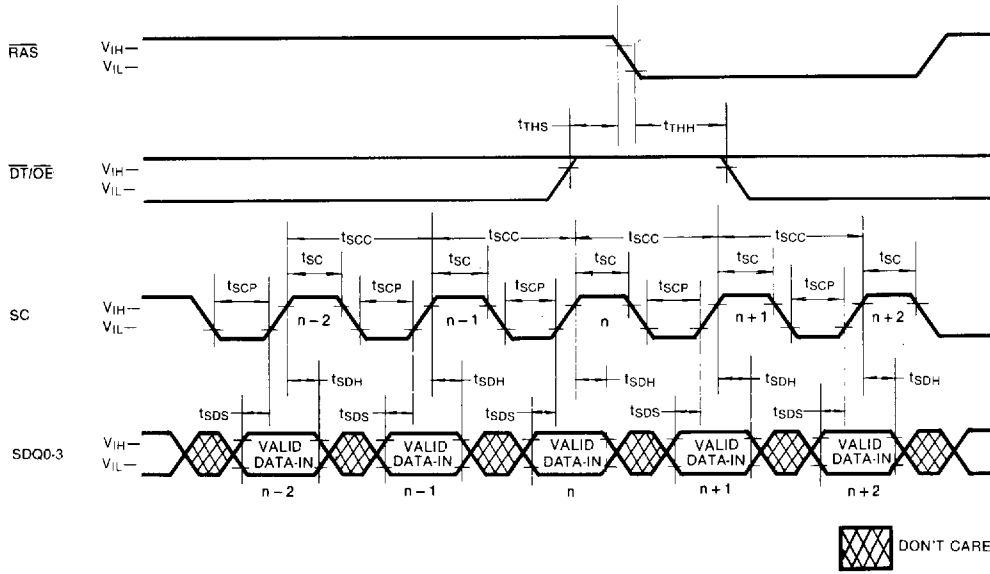 RAS
VIH
VIL
tTHS
tTHH
DT/OE
VIH
VIL
tSCC tSCC tSCC tSCC
tSC tSC tSC tSC tSC
tSCP tSCP tSCP tSCP tSCP
SC
VIH
VIL
n-2 n-1 n n+1 n+2
tSDH tSDH tSDH tSDH tSDH
tSDS tSDS tSDS tSDS tSDS
SDQ0-3
VIH
VIL
VALID DATA-IN VALID DATA-IN VALID DATA-IN VALID DATA-IN VALID DATA-IN
n-2 n-1 n n+1 n+2
DON'T CARE